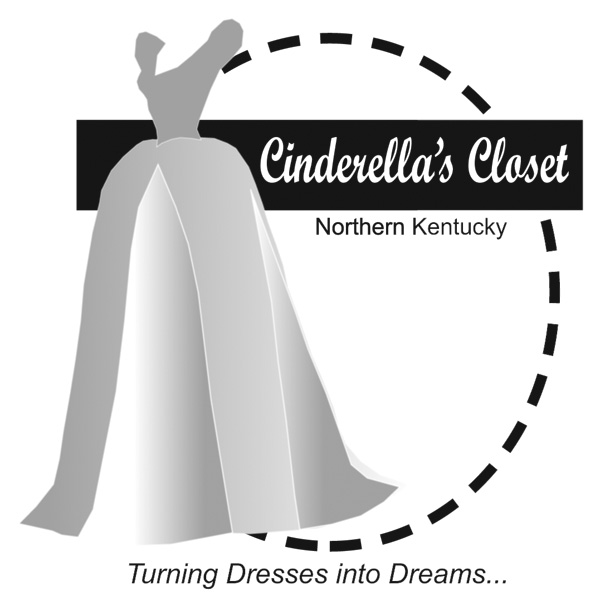 Cinderella's Closet
Northern Kentucky
Turning Dresses into Dreams...